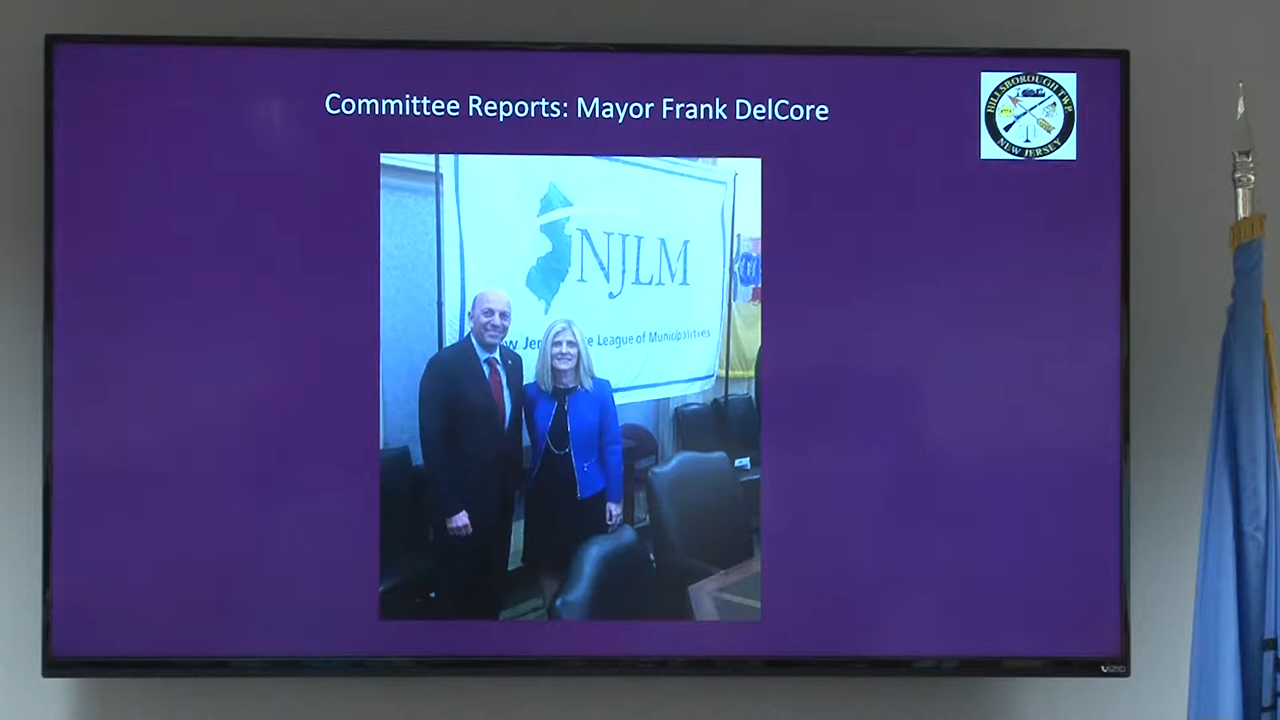 Committee Reports: Mayor Frank DelCore
HILLSBOROUGH TWP.
NEW JERSEY
NJLM
League of Municipalities
VIZIO